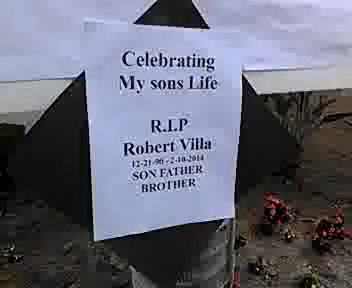 Celebrating
My sons Life
R.I.P
Robert Villa
12-21-90 - 2-10-2014
SON FATHER
BROTHER